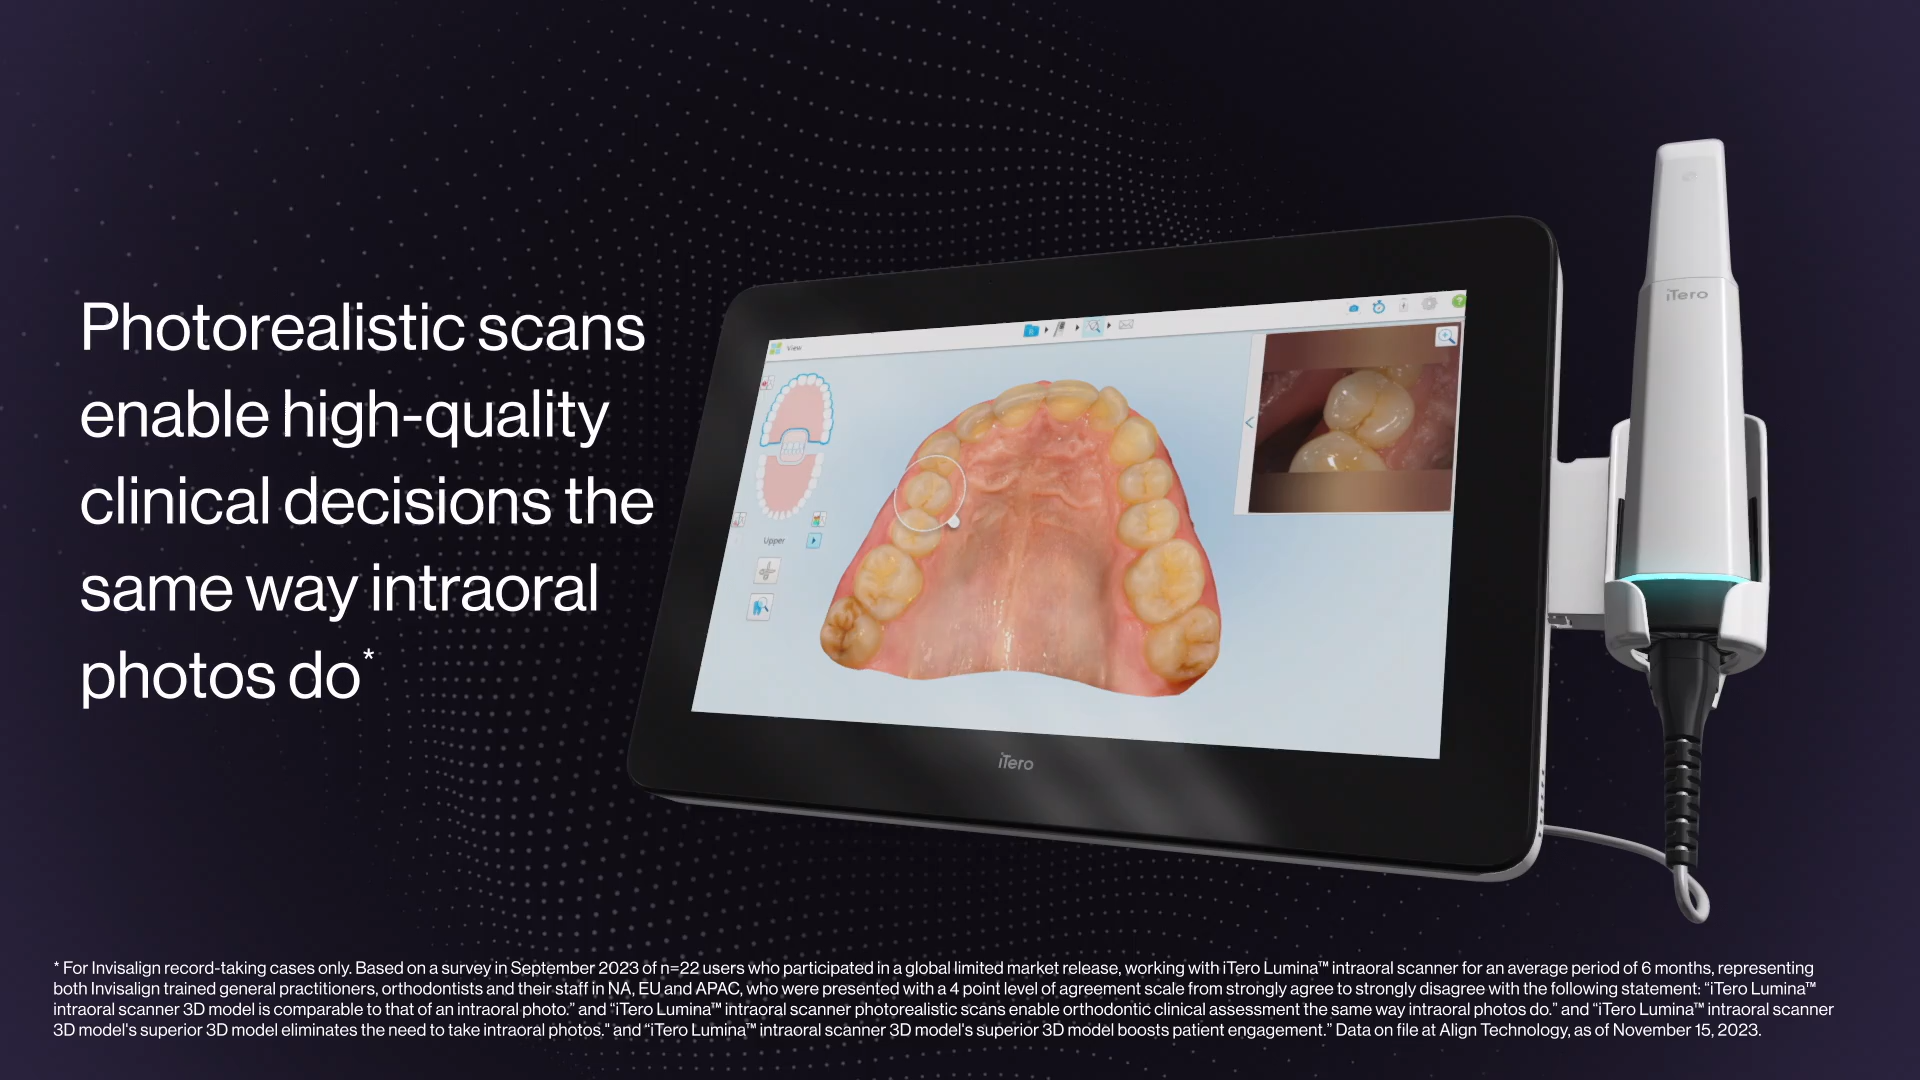 Photorealistic scans
enable high-quality
clinical decisions the
same way intraoral
photos do*
View
Upper
iTero
iTero
* For Invisalign record-taking cases only. Based on a survey in September 2023 of n=22 users who participated in a global limited market release, working with iTero Lumina™ intraoral scanner for an average period of 6 months, representing
both Invisalign trained general practitioners, orthodontists and their staff in NA, EU and APAC, who were presented with a 4 point level of agreement scale from strongly agree to strongly disagree with the following statement: “iTero Lumina™
intraoral scanner 3D model is comparable to that of an intraoral photo.” and “iTero Lumina™ intraoral scanner photorealistic scans enable orthodontic clinical assessment the same way intraoral photos do.” and “iTero Lumina™ intraoral scanner
3D model's superior 3D model eliminates the need to take intraoral photos." and “iTero Lumina™ intraoral scanner 3D model's superior 3D model boosts patient engagement.” Data on file at Align Technology, as of November 15, 2023.